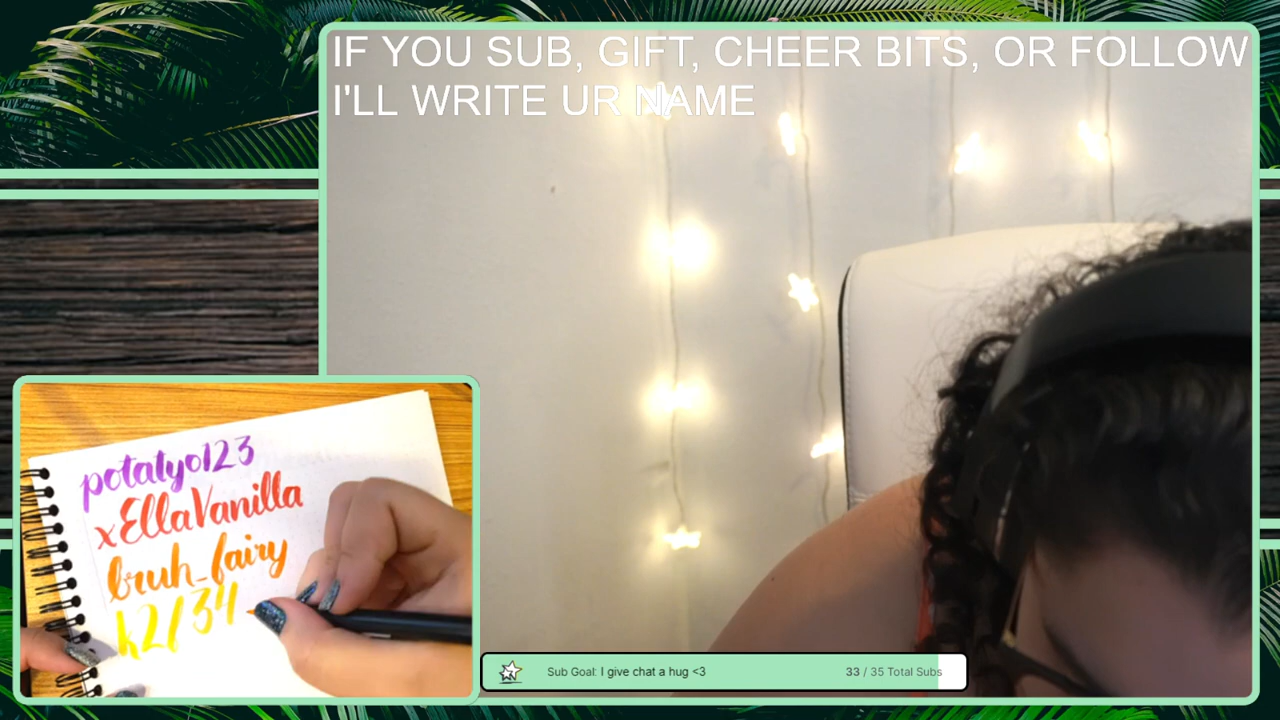 IF YOU SUB, GIFT, CHEER BITS, OR FOLLOW
I'LL WRITE UR NAME
potatyo123
xEllaVanilla
bruh_fairy
Sub Goal: I give chat a hug <3 33 / 35 Total Subs